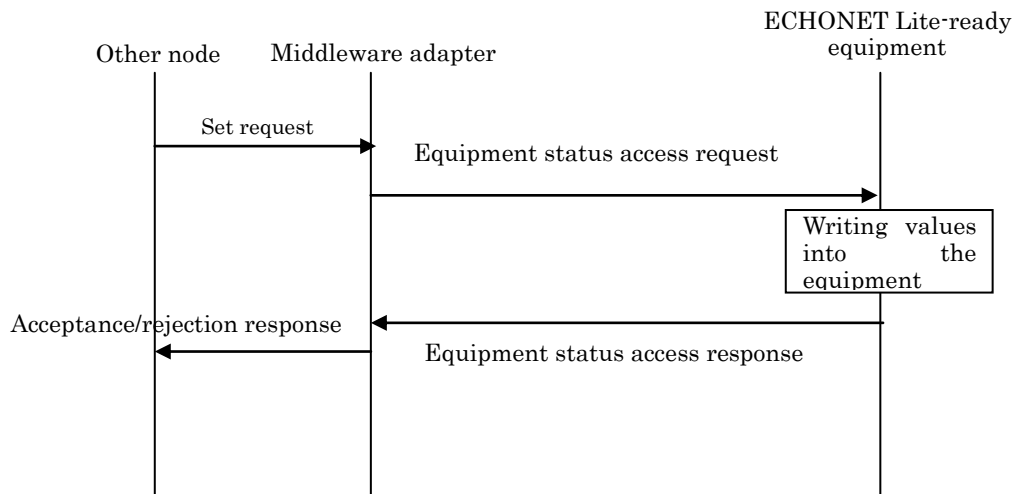 ECHONET Lite-ready
equipment
Other node
Middleware adapter
Set request
Equipment status access request
Writing values
into the
equipment
Acceptance/rejection response
Equipment status access response